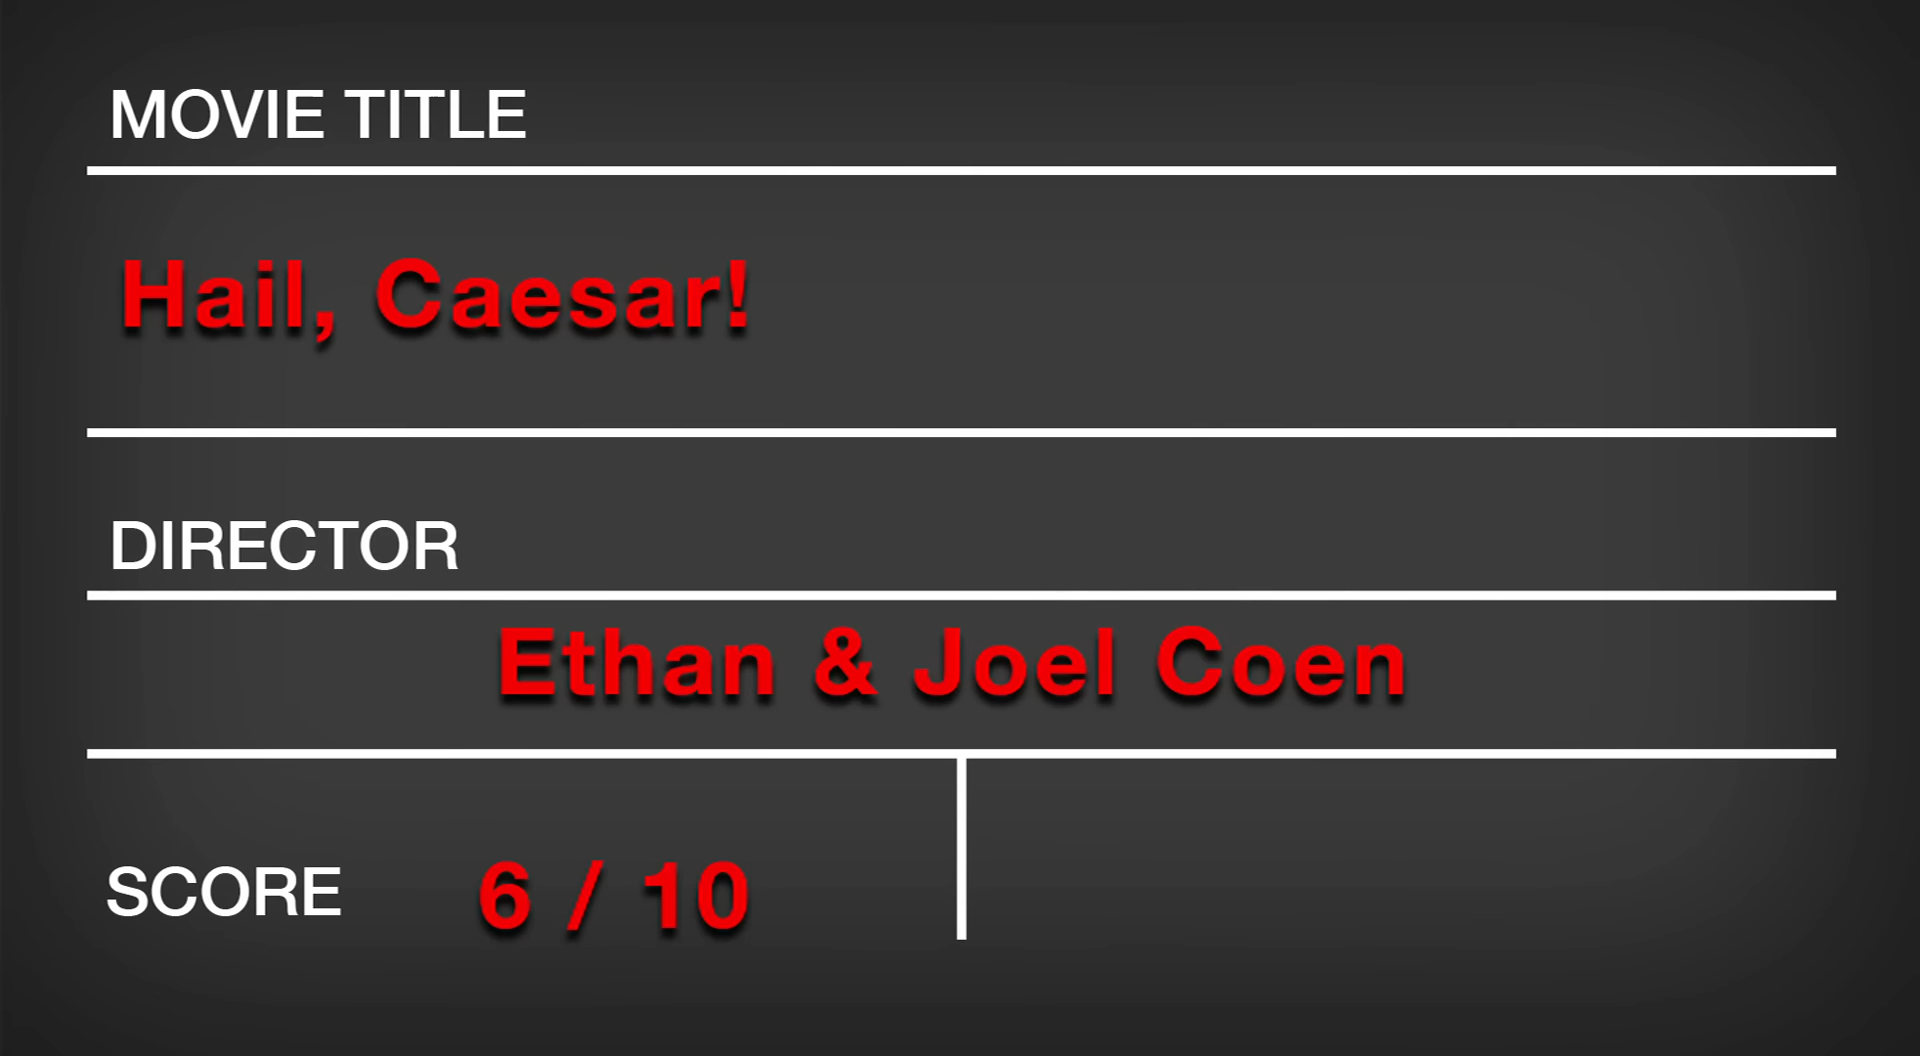 MOVIE TITLE
Hail, Caesar!
DIRECTOR
Ethan & Joel Coen
SCORE 6 / 10